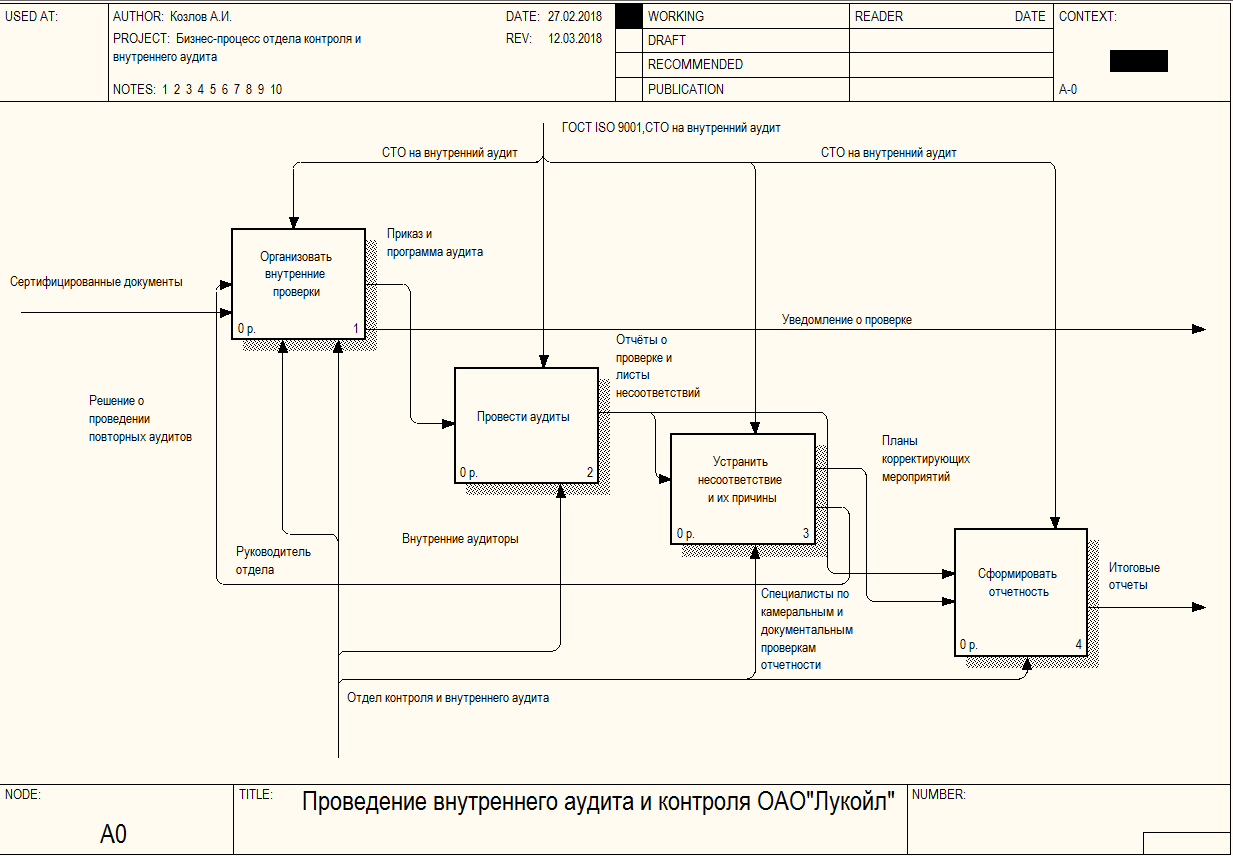 USED AT:
AUTHOR: Козлов А.И.
DATE: 27.02.2018
PROJECT: Бизнес-процесс отдела контроля и
внутреннего аудита
REV: 12.03.2018
NOTES: 1 2 3 4 5 6 7 8 9 10
WORKING
DRAFT
RECOMMENDED
PUBLICATION
READER DATE
CONTEXT:
A-0
ГОСТ ISO 9001,СТО на внутренний аудит
СТО на внутренний аудит
СТО на внутренний аудит
Приказ и
программа аудита
Организовать
внутренние
проверки
0 р. 1
Сертифицированные документы
Уведомление о проверке
Отчёты о
проверке и
листы
несоответствий
Решение о
проведении
повторных аудитов
Провести аудиты
0 р. 2
Планы
корректирующих
мероприятий
Устранить
несоответствие
и их причины
0 р. 3
Внутренние аудиторы
Руководитель
отдела
Сформировать
отчетность
0 р. 4
Итоговые
отчеты
Специалисты по
камеральным и
документальным
проверкам
отчетности
Отдел контроля и внутреннего аудита
NODE:
A0
TITLE:
Проведение внутреннего аудита и контроля ОАО"Лукойл"
NUMBER: